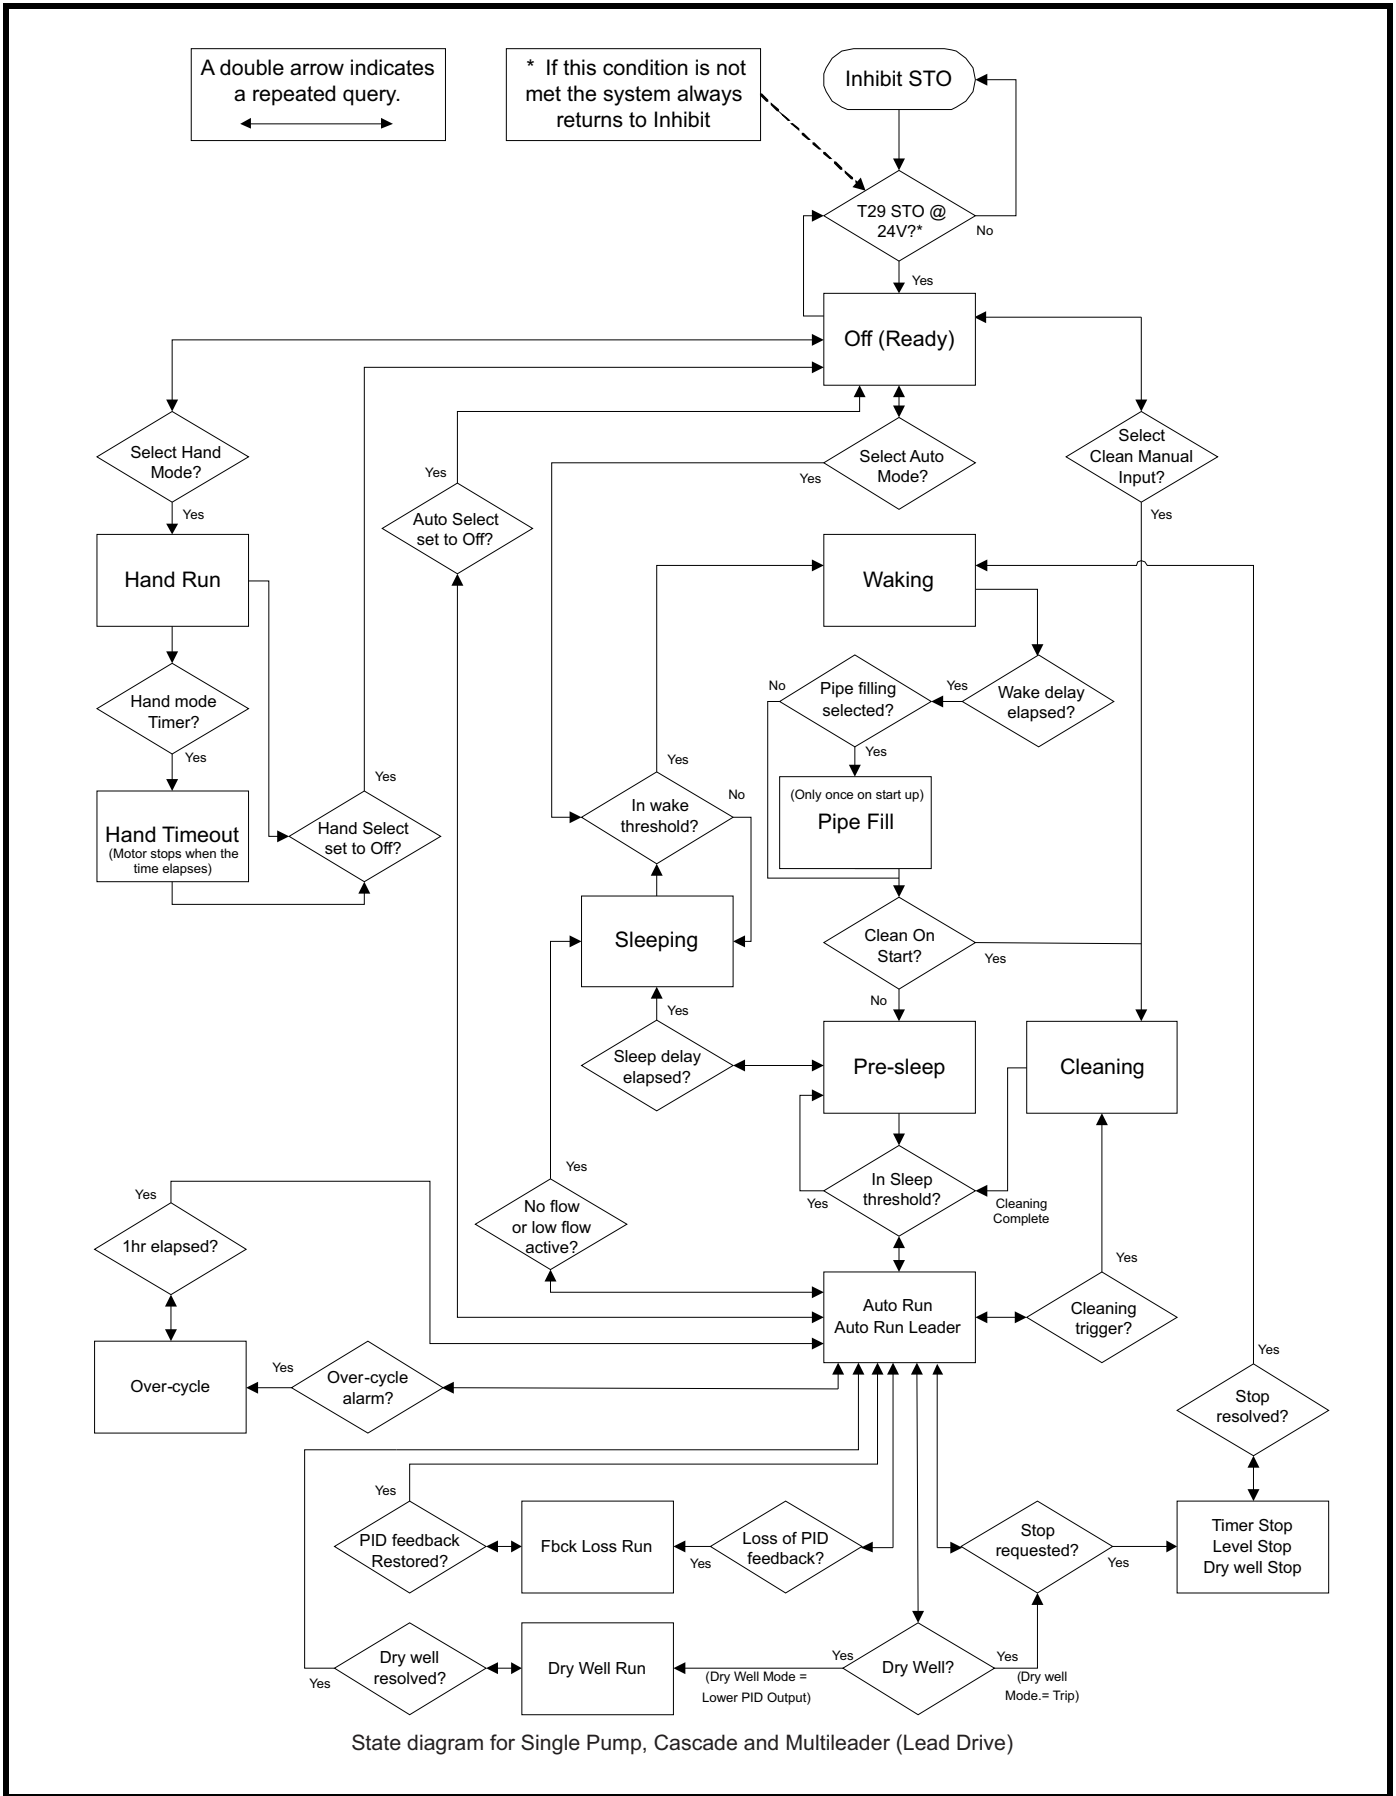 A double arrow indicates
a repeated query.
* If this condition is not
met the system always
returns to Inhibit
Inhibit STO
T29 STO @
24V?*
No
Yes
Off (Ready)
Select Hand
Mode?
Yes
Select Auto
Mode?
Yes
Select
Clean Manual
Input?
Yes
Yes
Auto Select
set to Off?
Hand Run
Waking
Hand mode
Timer?
Yes
No
Pipe filling
selected?
Yes
Wake delay
elapsed?
Yes
Yes
Yes
No
In wake
threshold?
(Only once on start up)
Pipe Fill
Hand Timeout
(Motor stops when the
time elapses)
Hand Select
set to Off?
Sleeping
Clean On
Start?
Yes
No
Yes
Sleep delay
elapsed?
Pre-sleep
Cleaning
Yes
In Sleep
threshold?
Yes
Cleaning
Complete
No flow
or low flow
active?
Yes
1hr elapsed?
Yes
Auto Run
Auto Run Leader
Cleaning
trigger?
Yes
Over-cycle
Yes
Over-cycle
alarm?
Stop
resolved?
Yes
PID feedback
Restored?
Fbck Loss Run
Yes
Loss of PID
feedback?
Stop
requested?
Yes
Timer Stop
Level Stop
Dry well Stop
Dry well
resolved?
Yes
Dry Well Run
Yes
(Dry Well Mode =
Lower PID Output)
Dry Well?
Yes
(Dry well
Mode.= Trip)
State diagram for Single Pump, Cascade and Multileader (Lead Drive)